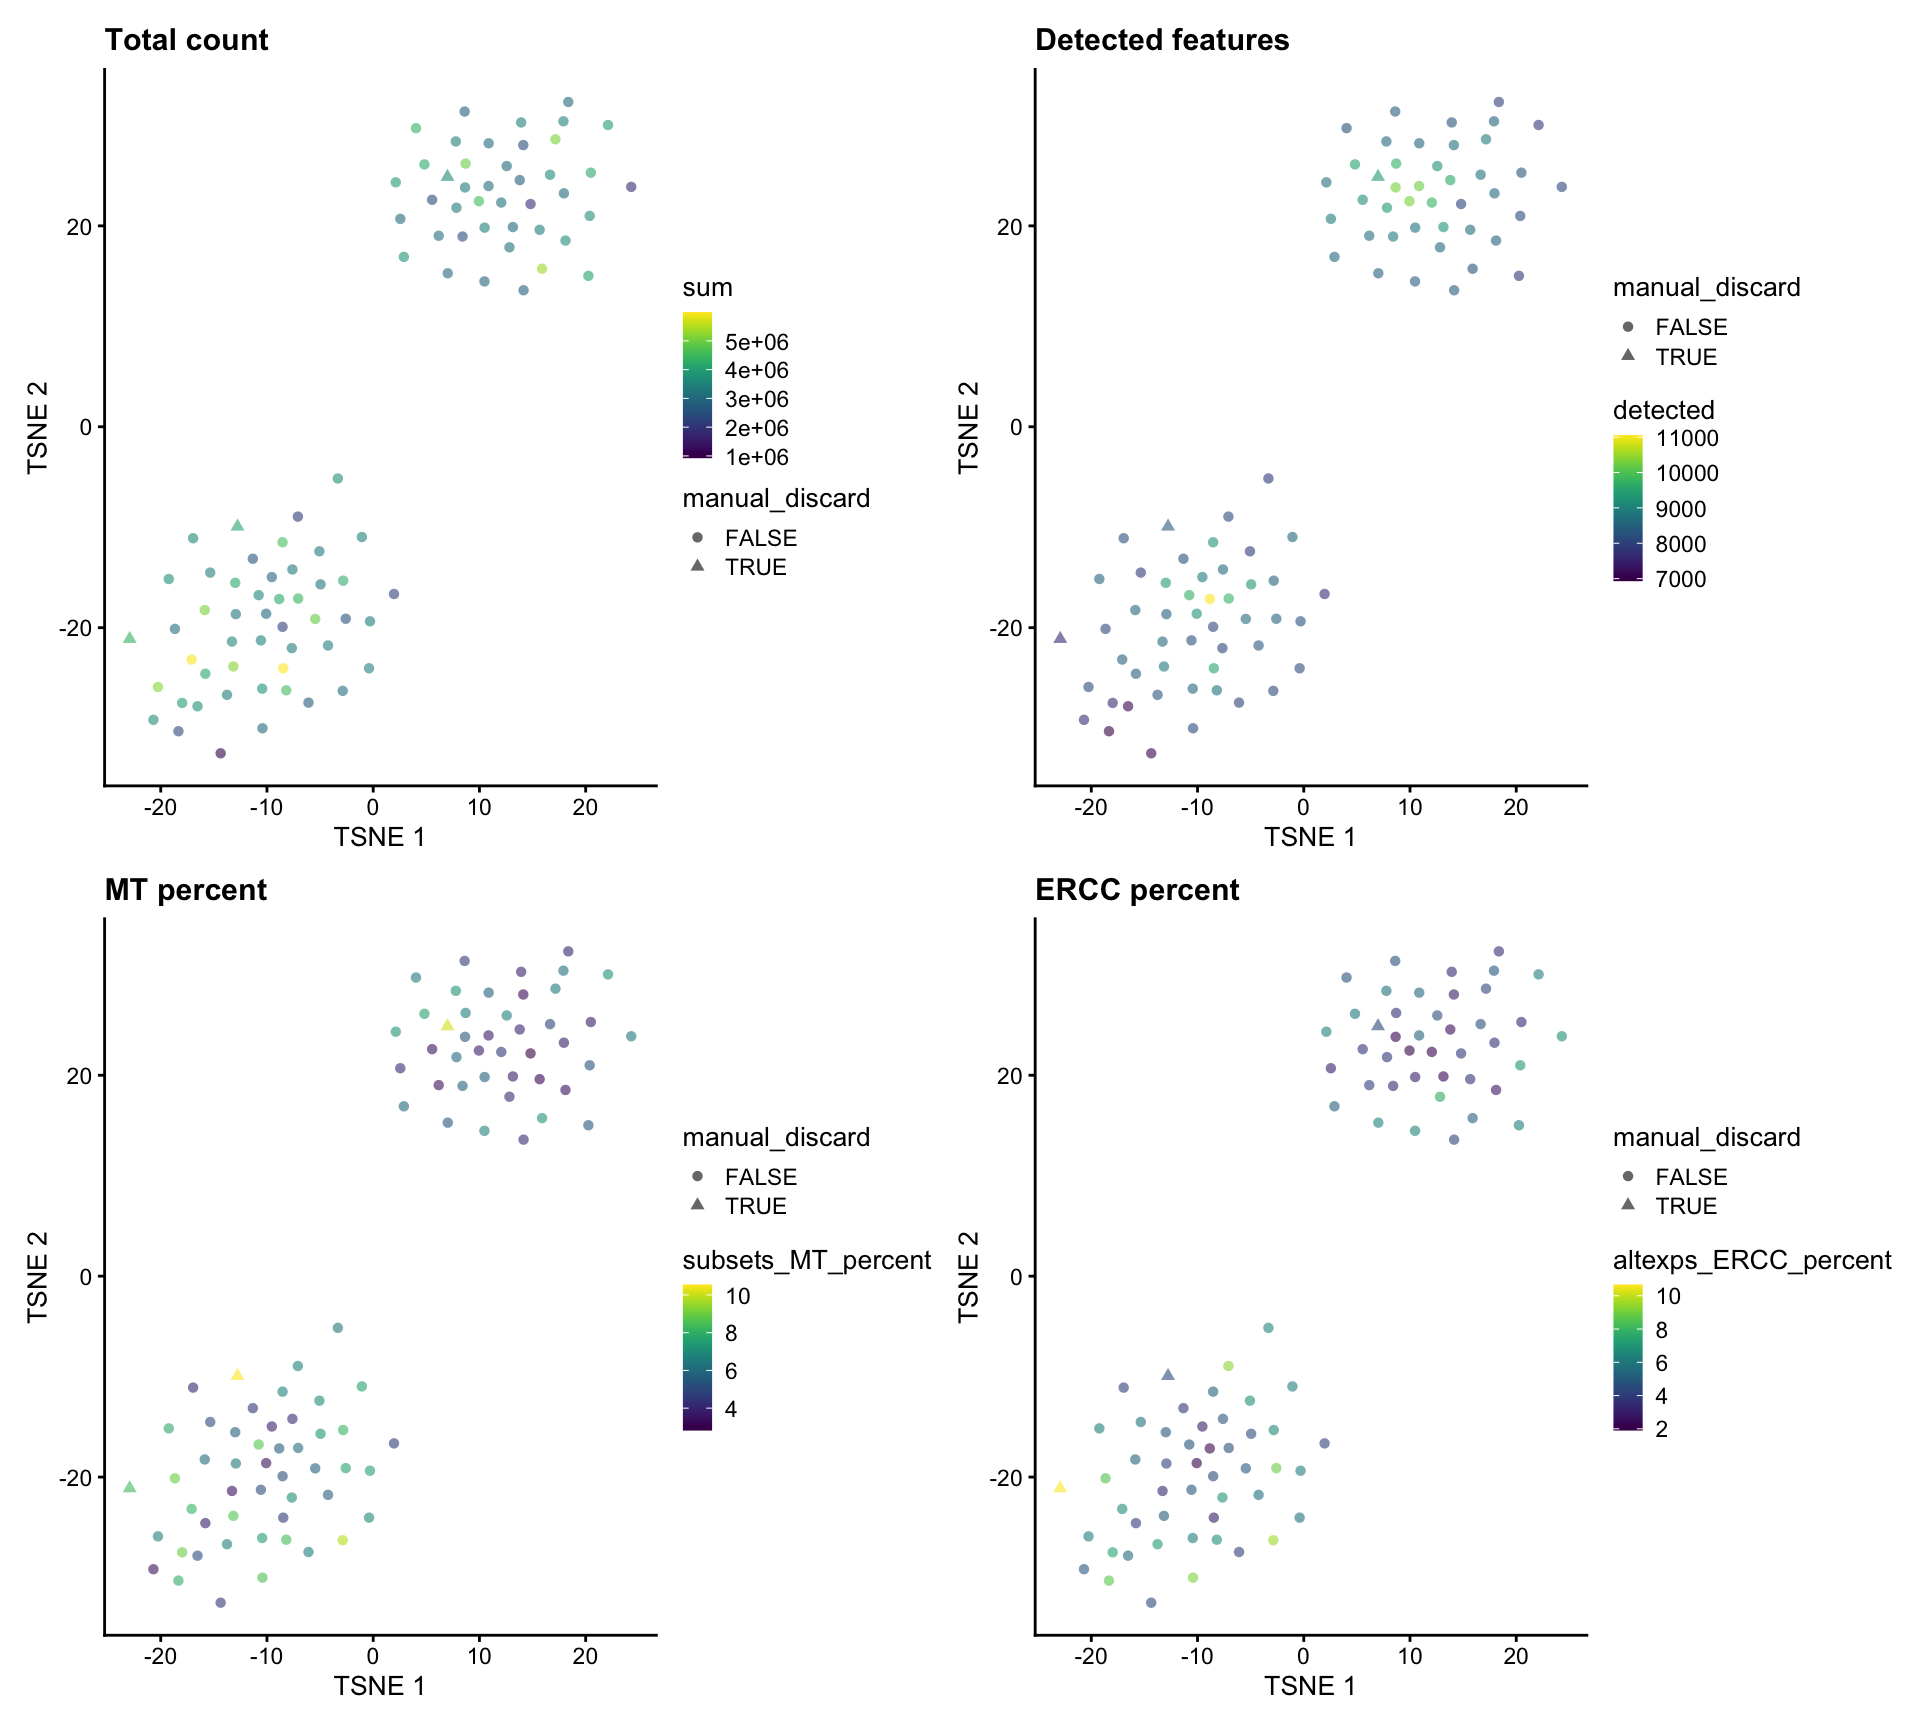 Total count
TSNE 2
20
0
-20
-20
-10
0
10
20
TSNE 1
sum
5e+06
4e+06
3e+06
2e+06
1e+06
manual_discard
FALSE
TRUE
Detected features
TSNE 2
20
0
-20
-20
-10
0
10
20
TSNE 1
manual_discard
FALSE
TRUE
detected
11000
10000
9000
8000
7000
MT percent
TSNE 2
20
0
-20
-20
-10
0
10
20
TSNE 1
manual_discard
FALSE
TRUE
subsets_MT_percent
10
8
6
4
ERCC percent
TSNE 2
20
0
-20
-20
-10
0
10
20
TSNE 1
manual_discard
FALSE
TRUE
altexps_ERCC_percent
10
8
6
4
2